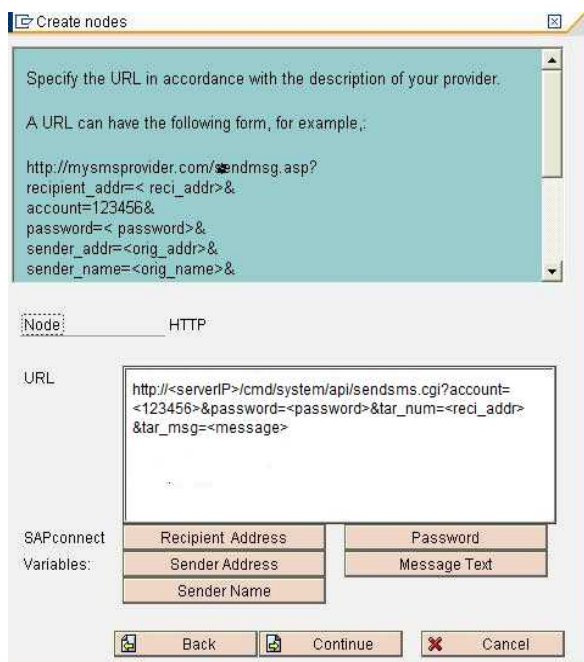 Create nodes
Specify the URL in accordance with the description of your provider.
A URL can have the following form, for example,:
http://mysmsprovider.com/sendmsg.asp?
recipient_addr=< reci_addr>&
account=123456&
password=< password>&
sender_addr=<orig_addr>&
sender_name=<orig_name>&
Node HTTP
URL
http://<serverIP>/cmd/system/api/sendsms.cgi?account=
<123456>&password=<password>&tar_num=<reci_addr>
&tar_msg=<message>
SAPconnect Recipient Address Password
Variables: Sender Address Message Text
Sender Name
Back Continue Cancel